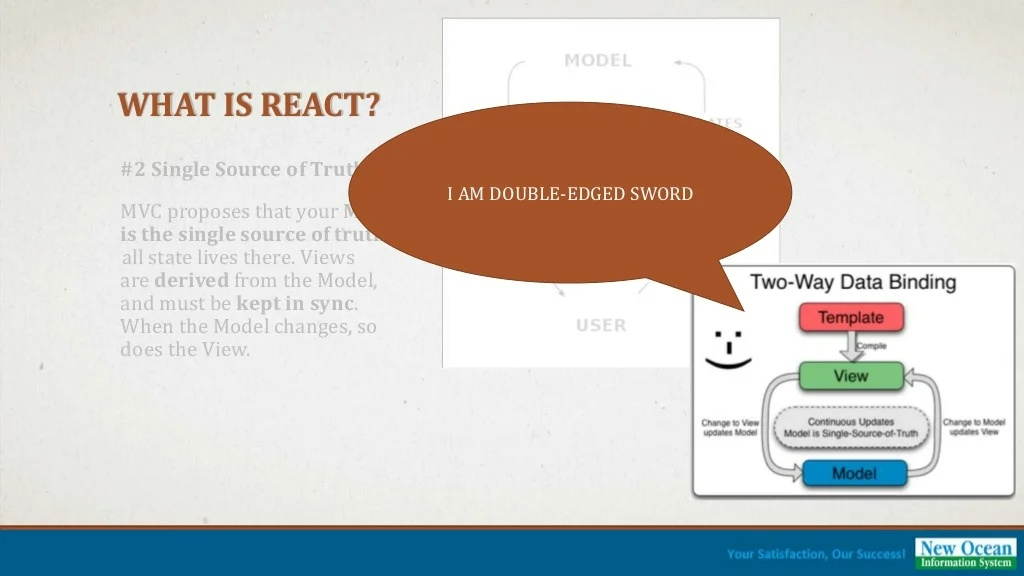 WHAT IS REACT?
#2 Single Source of Trut
MVC proposes that your
is the single source of trut
all state lives there. Views
are derived from the Model,
and must be kept in sync.
When the Model changes, so
does the View.
MODEL
ATES
I AM DOUBLE-EDGED SWORD
USER
Two-Way Data Binding
Template
Compile
View
Change to View
updates Model
Continuous Updates
Model is Single-Source-of-Truth
Change to Model
updates View
Model
Your Satisfaction, Our Success!
New Ocean
Information System